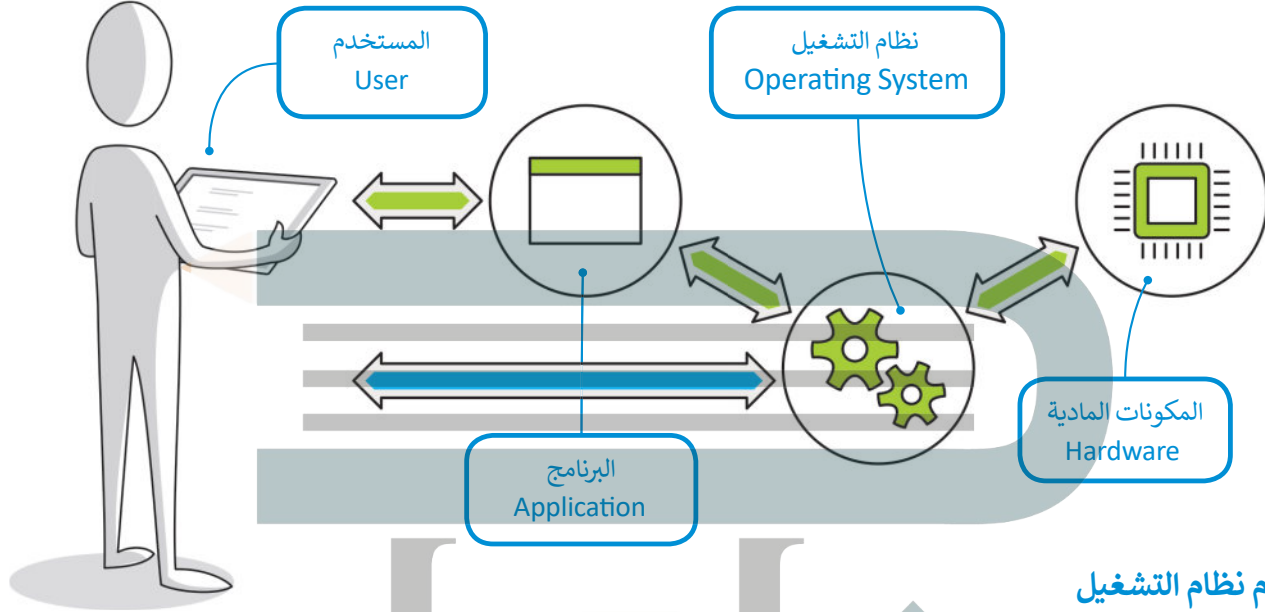 المستخدم
User
نظام التشغيل
Operating System
المكونات المادية
Hardware
البرنامج
Application
نظام التشغيل